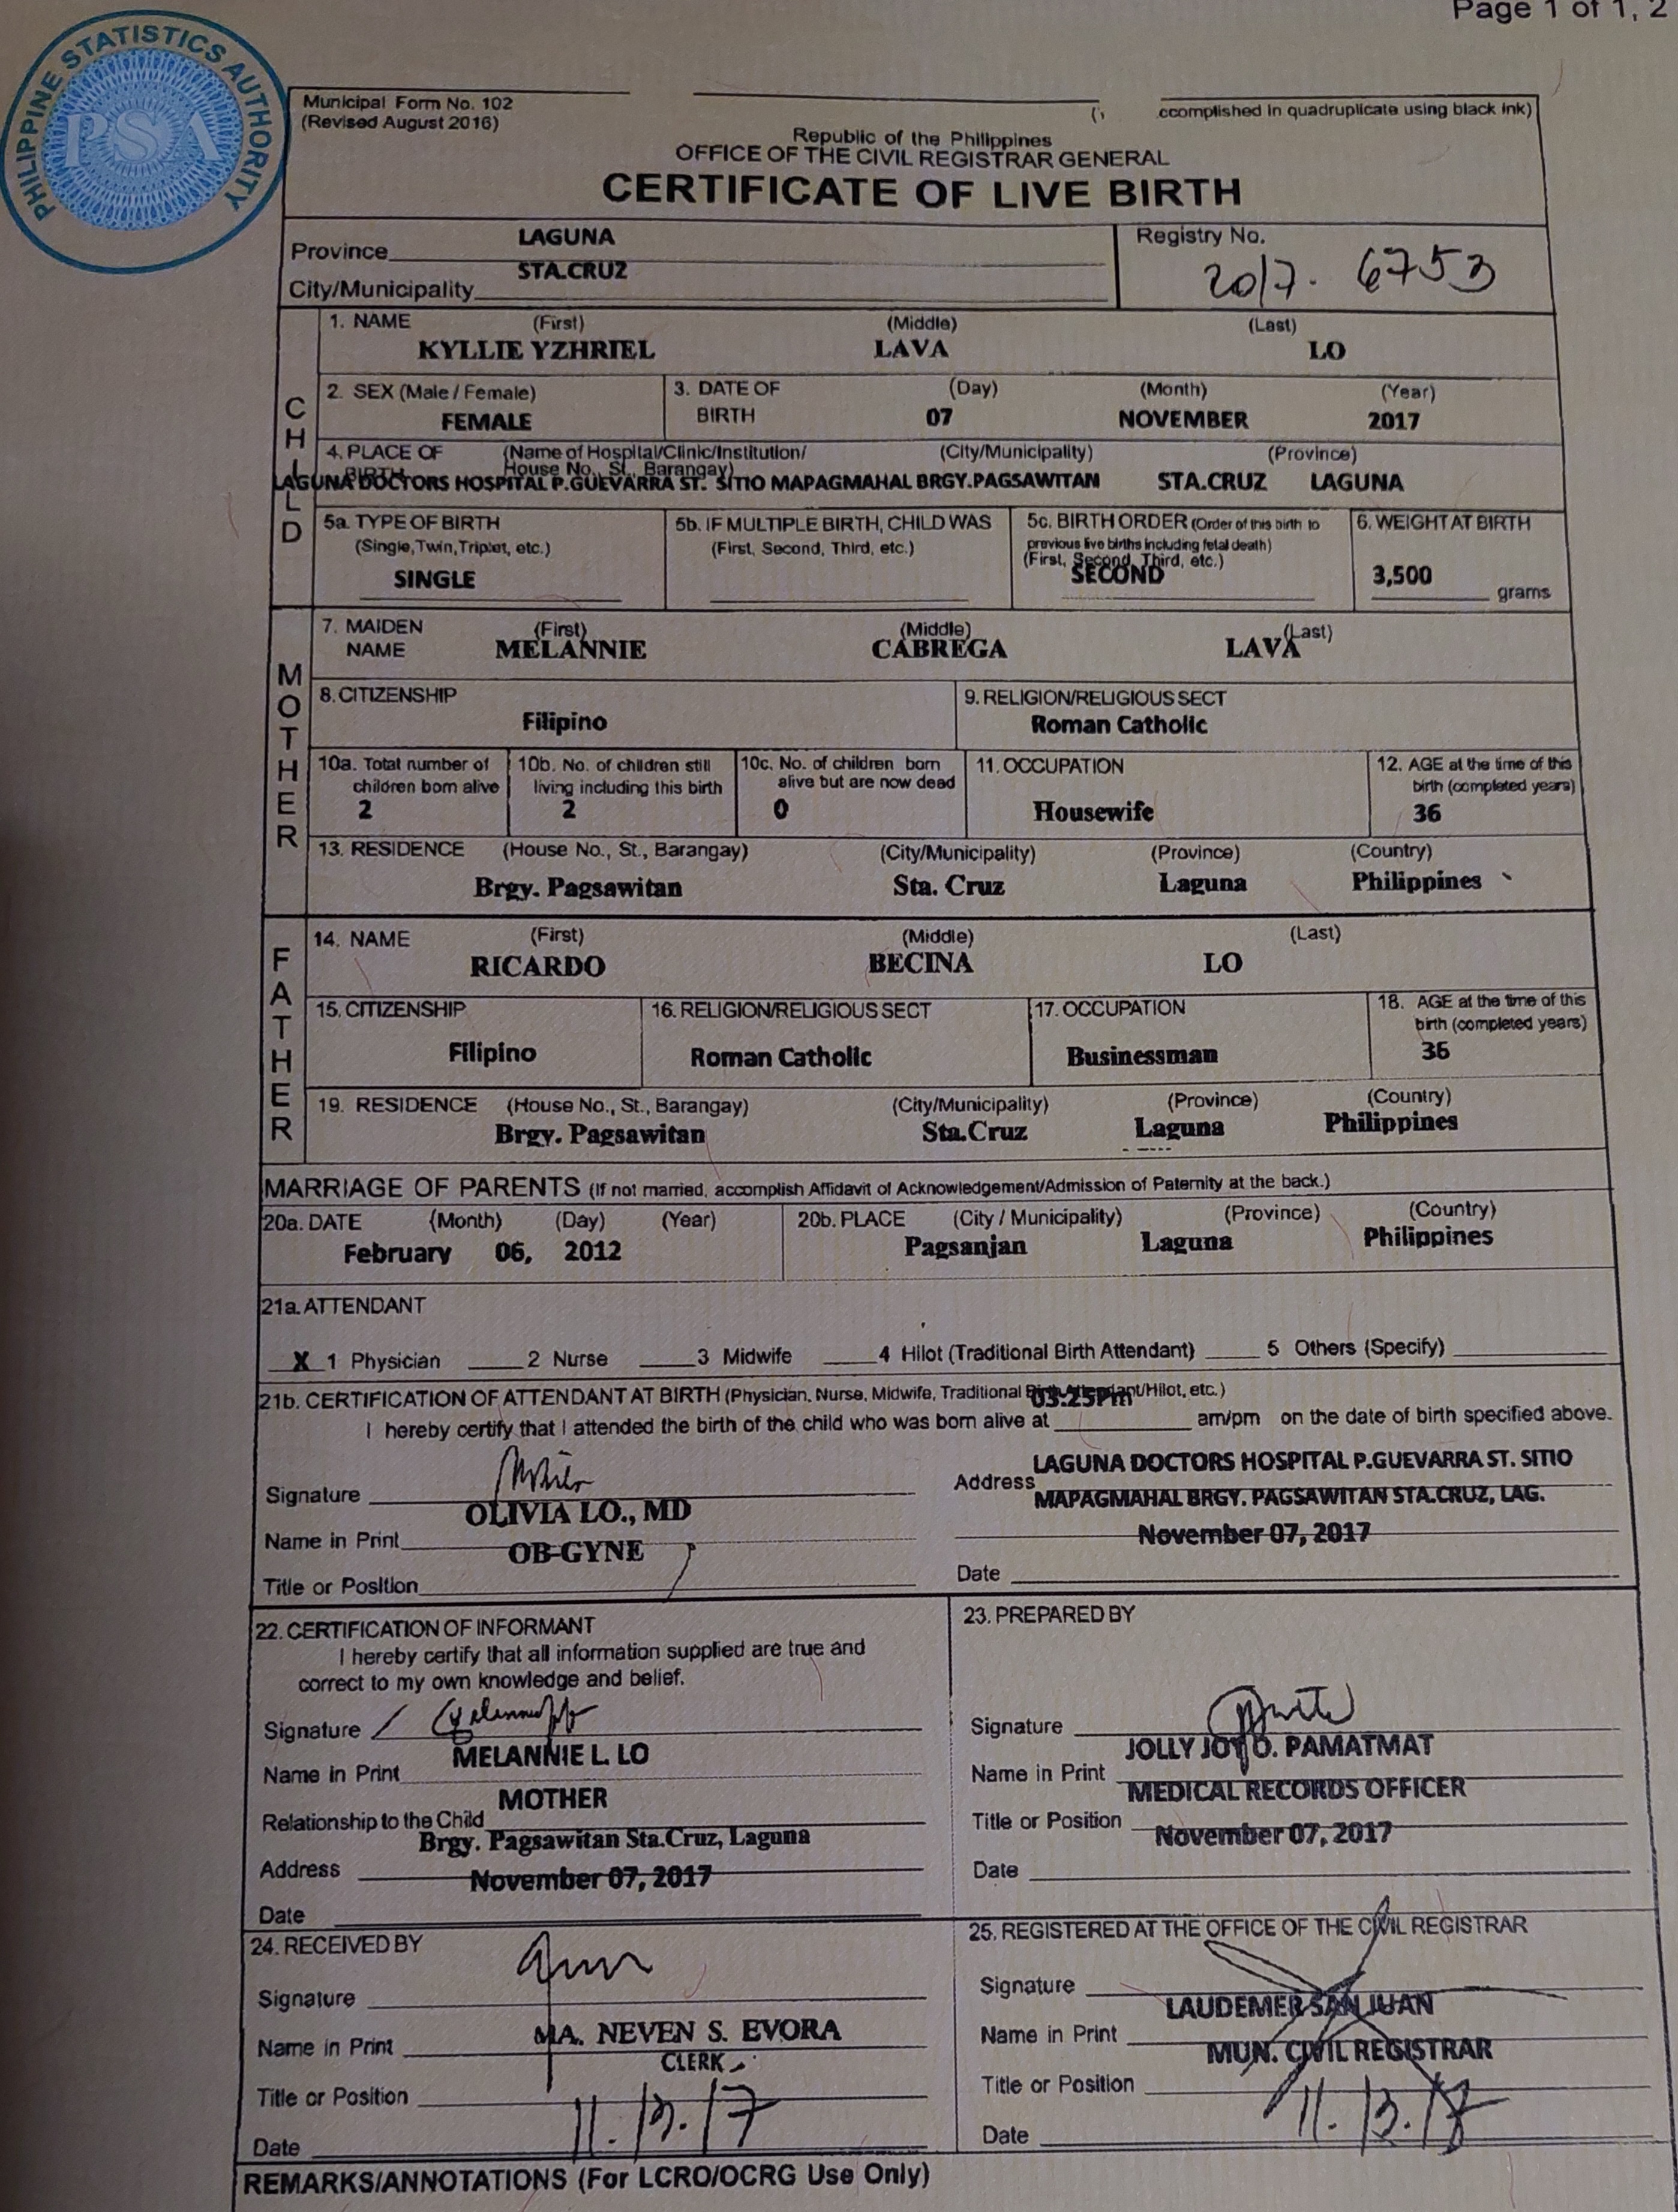 Page 1 of 1, 2
PHILIPPINE STATISTICS AUTHORITY
PSA
Municipal Form No. 102
(Revised August 2016)
ccomplished in quadruplicate using black ink)
Republic of the Philippines
OFFICE OF THE CIVIL REGISTRAR GENERAL
CERTIFICATE OF LIVE BIRTH
Province LAGUNA
City/Municipality STA.CRUZ
Registry No.
2017- 6753
CHILD
1. NAME (First) (Middle) (Last)
KYLLIE YZHRIEL LAVA LO
2. SEX (Male / Female) 3. DATE OF BIRTH (Day) (Month) (Year)
FEMALE 07 NOVEMBER 2017
4. PLACE OF BIRTH (Name of Hospital/Clinic/Institution/ House No., St., Barangay) (City/Municipality) (Province)
LAGUNA DOCTORS HOSPITAL P.GUEVARRA ST. SITIO MAPAGMAHAL BRGY.PAGSAWITAN STA.CRUZ LAGUNA
5a. TYPE OF BIRTH (Single,Twin,Triplet, etc.)
SINGLE
5b. IF MULTIPLE BIRTH, CHILD WAS (First, Second, Third, etc.)
5c. BIRTH ORDER (Order of this birth to previous live births including fetal death) (First, Second, Third, etc.)
SECOND
6. WEIGHT AT BIRTH
3,500 grams
MOTHER
7. MAIDEN NAME (First) (Middle) (Last)
MELANNIE CABREGA LAVA
8. CITIZENSHIP 9. RELIGION/RELIGIOUS SECT
Filipino Roman Catholic
10a. Total number of children born alive
2
10b. No. of children still living including this birth
2
10c. No. of children born alive but are now dead
0
11. OCCUPATION
Housewife
12. AGE at the time of this birth (completed years)
36
13. RESIDENCE (House No., St., Barangay) (City/Municipality) (Province) (Country)
Brgy. Pagsawitan Sta. Cruz Laguna Philippines
FATHER
14. NAME (First) (Middle) (Last)
RICARDO BECINA LO
15. CITIZENSHIP 16. RELIGION/RELIGIOUS SECT 17. OCCUPATION 18. AGE at the time of this birth (completed years)
Filipino Roman Catholic Businessman 36
19. RESIDENCE (House No., St., Barangay) (City/Municipality) (Province) (Country)
Brgy. Pagsawitan Sta.Cruz Laguna Philippines
MARRIAGE OF PARENTS (If not married, accomplish Affidavit of Acknowledgement/Admission of Paternity at the back.)
20a. DATE (Month) (Day) (Year) 20b. PLACE (City / Municipality) (Province) (Country)
February 06, 2012 Pagsanjan Laguna Philippines
21a. ATTENDANT
X 1 Physician 2 Nurse 3 Midwife 4 Hilot (Traditional Birth Attendant) 5 Others (Specify)
21b. CERTIFICATION OF ATTENDANT AT BIRTH (Physician, Nurse, Midwife, Traditional Birth Attendant/Hilot, etc.)
I hereby certify that I attended the birth of the child who was born alive at 03:25Pm am/pm on the date of birth specified above.
Signature
Name in Print OLIVIA LO., MD
Title or Position OB-GYNE
Address LAGUNA DOCTORS HOSPITAL P.GUEVARRA ST. SITIO
MAPAGMAHAL BRGY. PAGSAWITAN STA.CRUZ, LAG.
Date November 07, 2017
22. CERTIFICATION OF INFORMANT
I hereby certify that all information supplied are true and
correct to my own knowledge and belief.
Signature
Name in Print MELANNIE L. LO
Relationship to the Child MOTHER
Address Brgy. Pagsawitan Sta.Cruz, Laguna
Date November 07, 2017
23. PREPARED BY
Signature
Name in Print JOLLY JOY O. PAMATMAT
Title or Position MEDICAL RECORDS OFFICER
Date November 07, 2017
24. RECEIVED BY
Signature
Name in Print MA. NEVEN S. EVORA
Title or Position CLERK
Date 11.13.17
25. REGISTERED AT THE OFFICE OF THE CIVIL REGISTRAR
Signature
Name in Print LAUDEMER SAN JUAN
Title or Position MUN. CIVIL REGISTRAR
Date 11.13.17
REMARKS/ANNOTATIONS (For LCRO/OCRG Use Only)